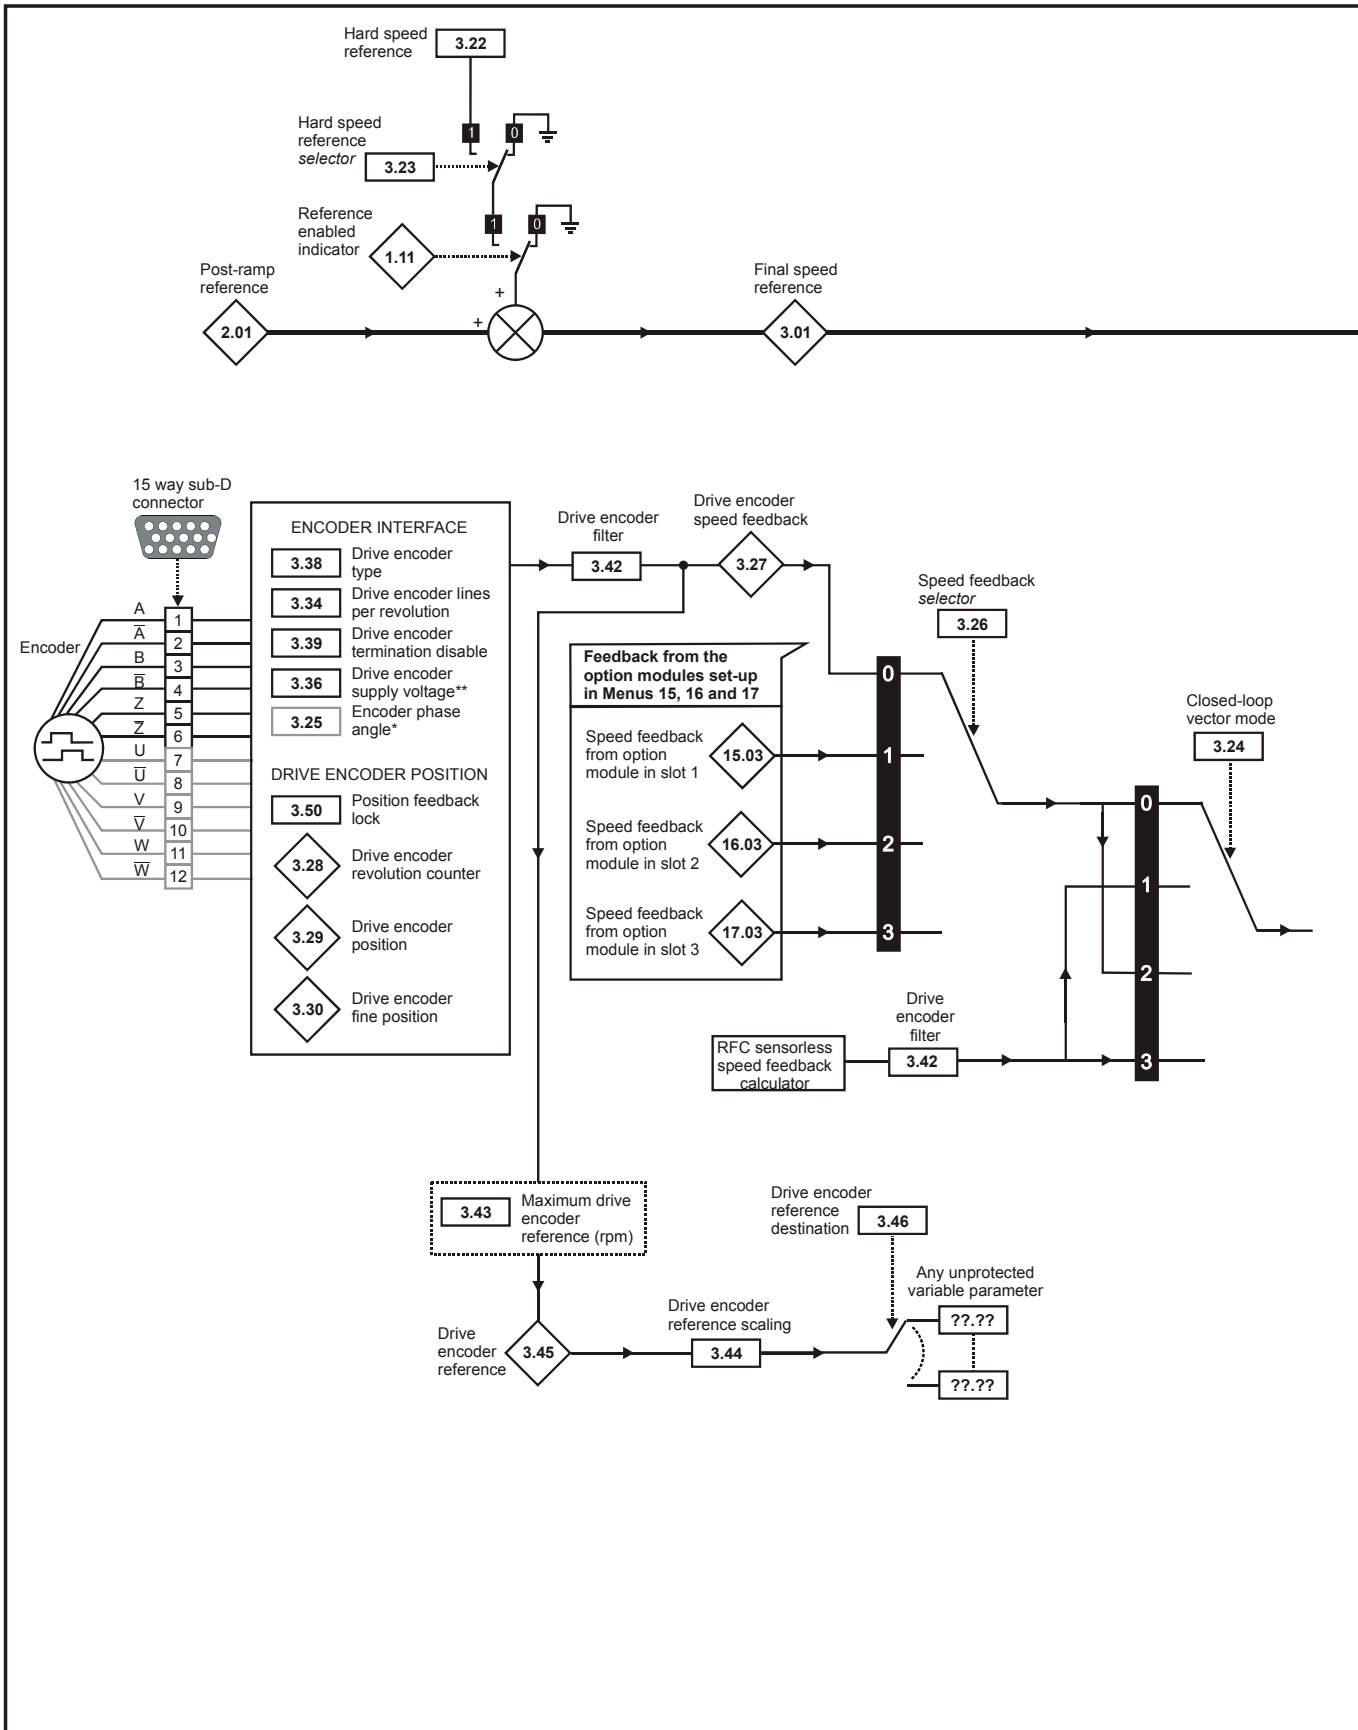 Hard speed
reference
3.22
1
0
Hard speed
reference
selector
3.23
1
0
Reference
enabled
indicator
1.11
Post-ramp
reference
2.01
+
+
Final speed
reference
3.01
15 way sub-D
connector
Encoder
A 1
A̅ 2
B 3
B̅ 4
Z 5
Z̅ 6
U 7
U̅ 8
V 9
V̅ 10
W 11
W̅ 12
ENCODER INTERFACE
3.38 Drive encoder
type
3.34 Drive encoder lines
per revolution
3.39 Drive encoder
termination disable
3.36 Drive encoder
supply voltage**
3.25 Encoder phase
angle*
DRIVE ENCODER POSITION
3.50 Position feedback
lock
3.28 Drive encoder
revolution counter
3.29 Drive encoder
position
3.30 Drive encoder
fine position
Drive encoder
filter
3.42
Drive encoder
speed feedback
3.27
Feedback from the
option modules set-up
in Menus 15, 16 and 17
Speed feedback
from option
module in slot 1
15.03
Speed feedback
from option
module in slot 2
16.03
Speed feedback
from option
module in slot 3
17.03
0
1
2
3
Speed feedback
selector
3.26
Closed-loop
vector mode
3.24
0
1
2
3
RFC sensorless
speed feedback
calculator
Drive
encoder
filter
3.42
3.43 Maximum drive
encoder
reference (rpm)
Drive
encoder
reference
3.45
Drive encoder
reference scaling
3.44
Drive encoder
reference
destination
3.46
Any unprotected
variable parameter
??.??
??.??